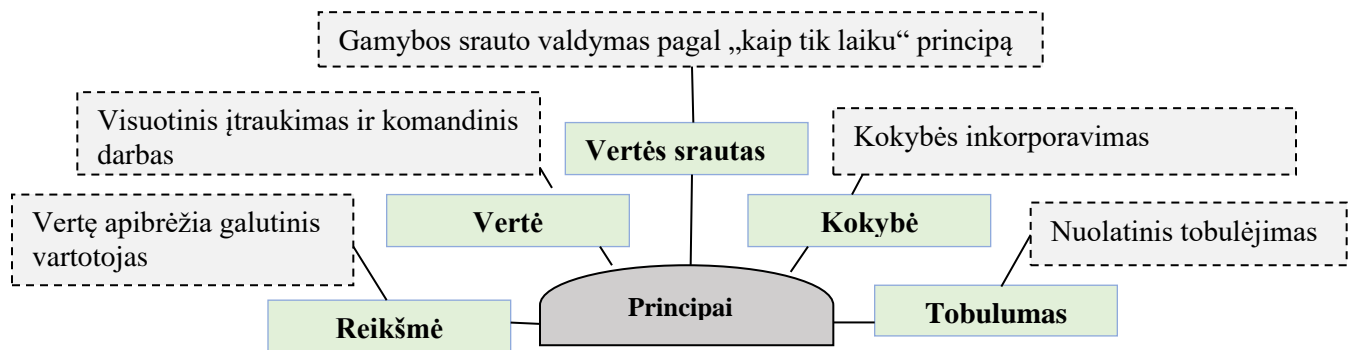 Gamybos srauto valdymas pagal „kaip tik laiku“ principą
Visuotinis įtraukimas ir komandinis
darbas
Vertės srautas
Kokybės inkorporavimas
Vertę apibrėžia galutinis
vartotojas
Vertė
Kokybė
Nuolatinis tobulėjimas
Reikšmė
Principai
Tobulumas